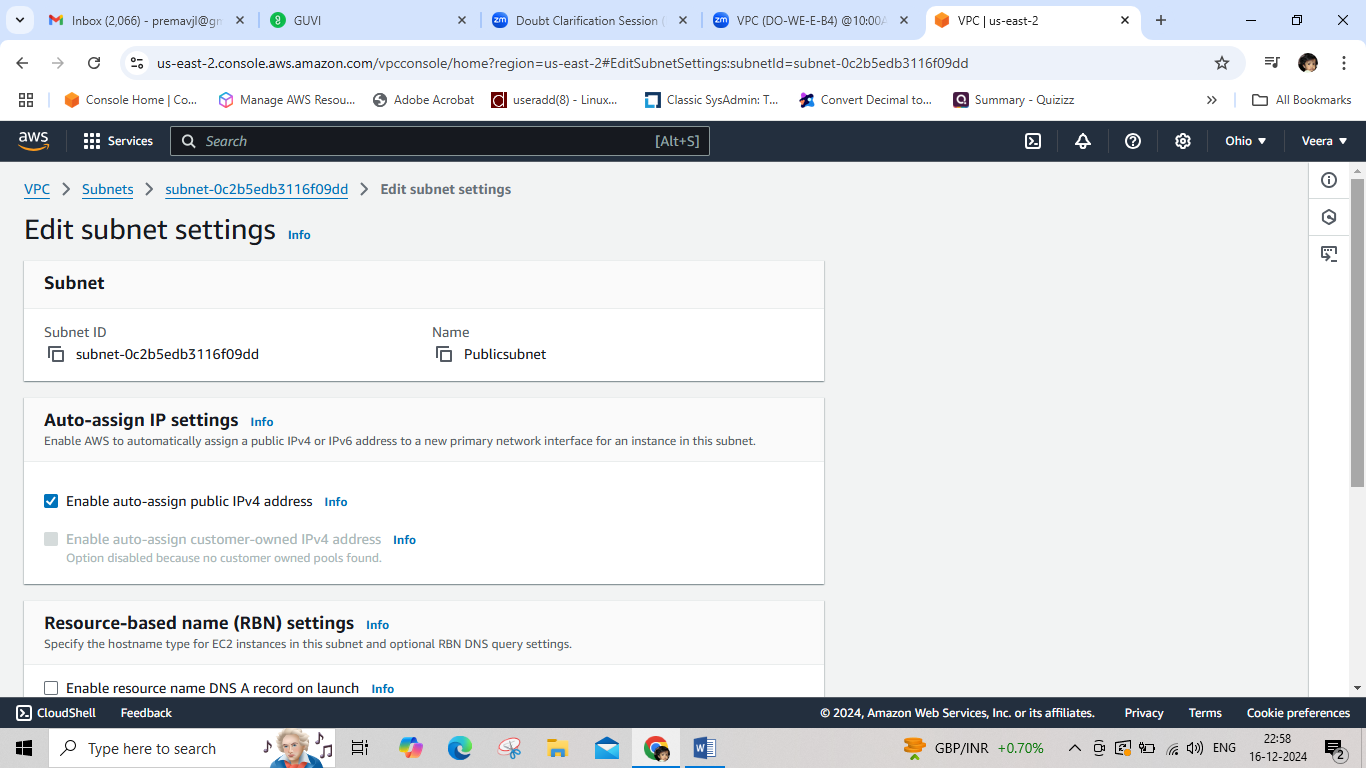 Inbox (2,066) - premavjl@gm
GUVI
Doubt Clarification Session (
VPC (DO-WE-E-B4) @10:00A
VPC | us-east-2
us-east-2.console.aws.amazon.com/vpcconsole/home?region=us-east-2#EditSubnetSettings:subnetId=subnet-0c2b5edb3116f09dd
Console Home | Co...
Manage AWS Resou...
Adobe Acrobat
useradd(8) - Linux...
Classic SysAdmin: T...
Convert Decimal to...
Summary - Quizizz
All Bookmarks
aws
Services
Search
[Alt+S]
Ohio
Veera
VPC
Subnets
subnet-0c2b5edb3116f09dd
Edit subnet settings
Edit subnet settings Info
Subnet
Subnet ID
Name
subnet-0c2b5edb3116f09dd
Publicsubnet
Auto-assign IP settings Info
Enable AWS to automatically assign a public IPv4 or IPv6 address to a new primary network interface for an instance in this subnet.
Enable auto-assign public IPv4 address Info
Enable auto-assign customer-owned IPv4 address Info
Option disabled because no customer owned pools found.
Resource-based name (RBN) settings Info
Specify the hostname type for EC2 instances in this subnet and optional RBN DNS query settings.
Enable resource name DNS A record on launch Info
CloudShell
Feedback
© 2024, Amazon Web Services, Inc. or its affiliates.
Privacy
Terms
Cookie preferences
Type here to search
GBP/INR +0.70%
ENG
22:58
16-12-2024
2